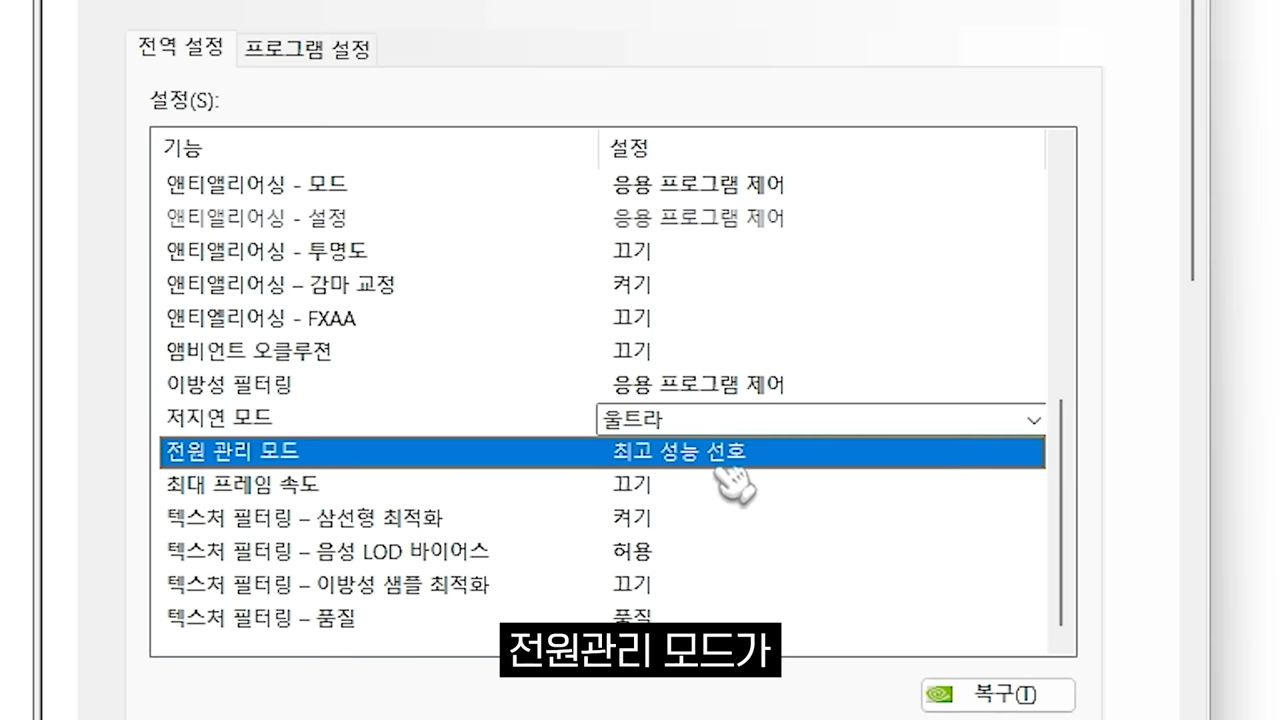 전역 설정 프로그램 설정
설정(S):
기능 설정
앤티앨리어싱 - 모드 응용 프로그램 제어
앤티앨리어싱 - 설정 응용 프로그램 제어
앤티앨리어싱 - 투명도 끄기
앤티앨리어싱 – 감마 교정 켜기
앤티엘리어싱 - FXAA 끄기
앰비언트 오클루젼 끄기
이방성 필터링 응용 프로그램 제어
저지연 모드 울트라
전원 관리 모드 최고 성능 선호
최대 프레임 속도 끄기
텍스처 필터링 – 삼선형 최적화 켜기
텍스처 필터링 – 음성 LOD 바이어스 허용
텍스처 필터링 – 이방성 샘플 최적화 끄기
텍스처 필터링 – 품질 품질
전원관리 모드가
복구(T)